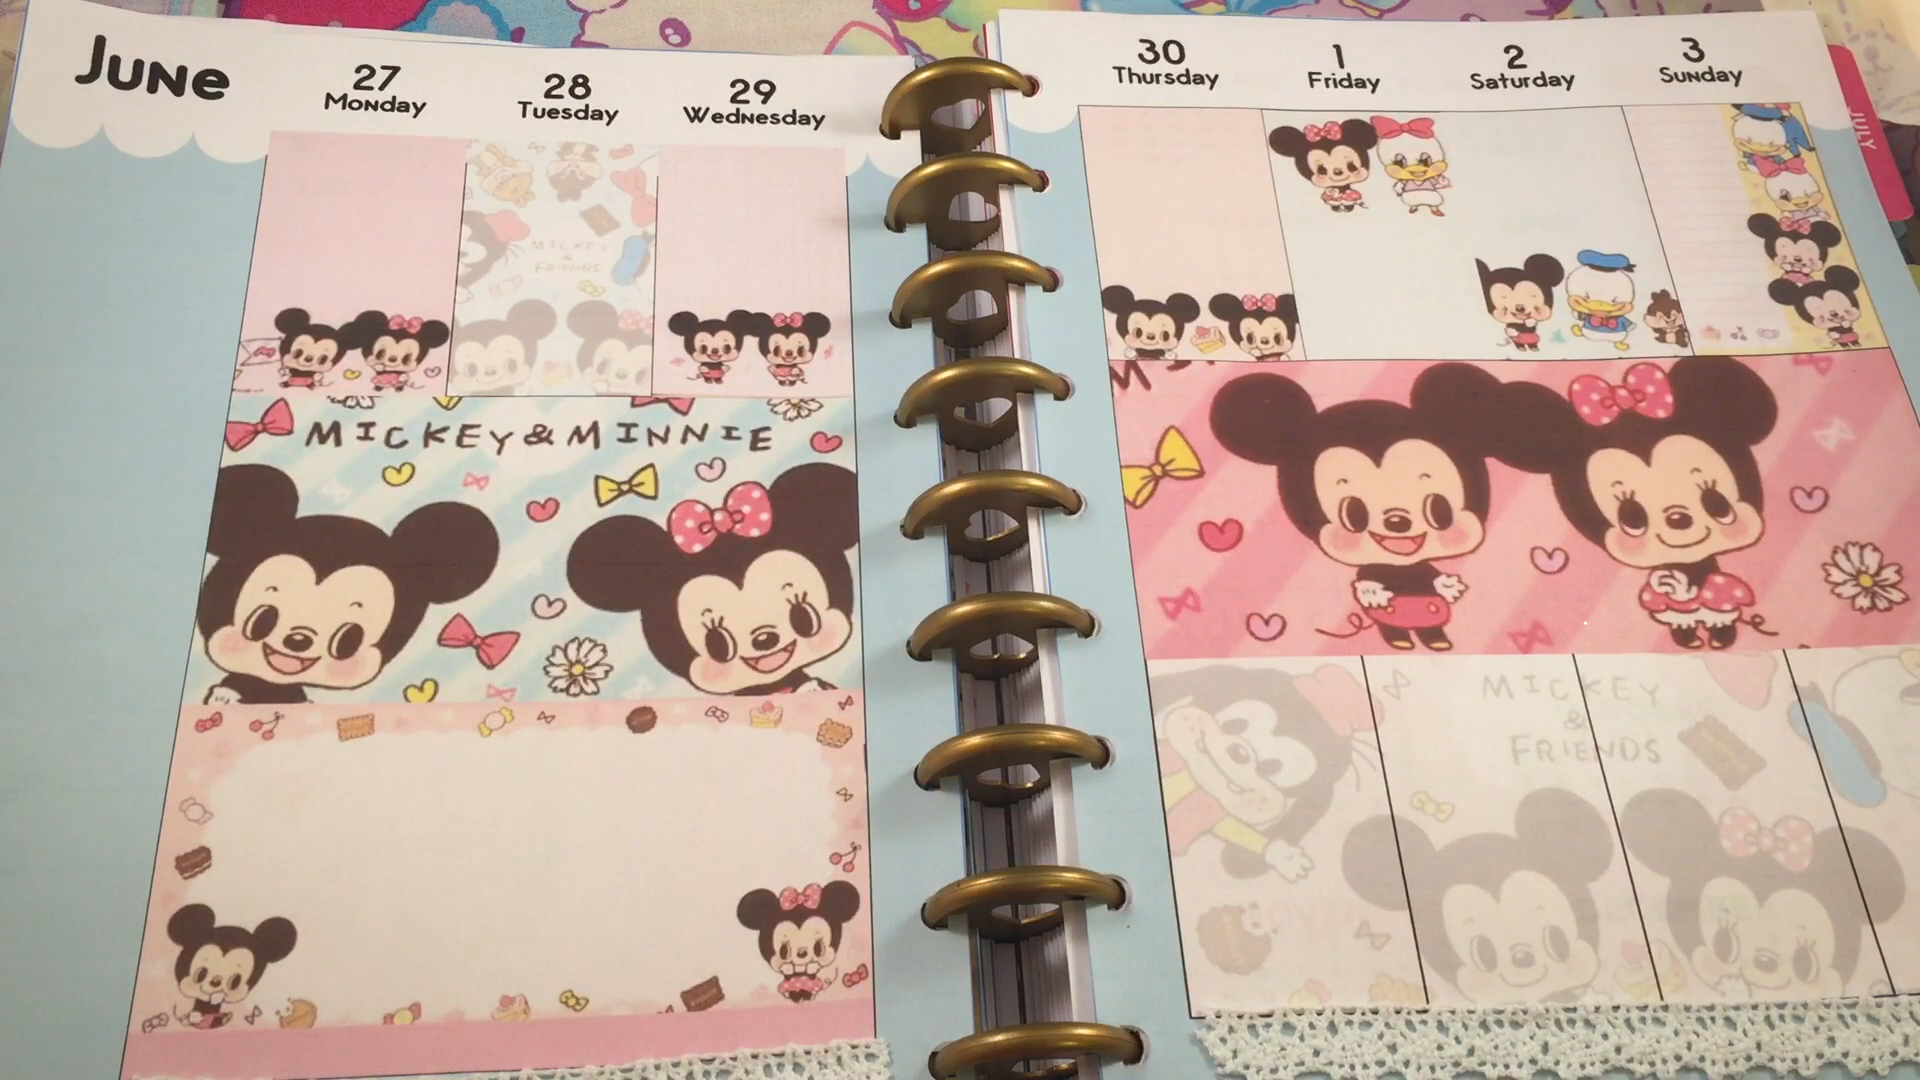 June
27
Monday
28
Tuesday
29
Wednesday
30
Thursday
1
Friday
2
Saturday
3
Sunday
JULY
MICKEY
&
FRIENDS
MICKEY & MINNIE
MICKEY
&
FRIENDS